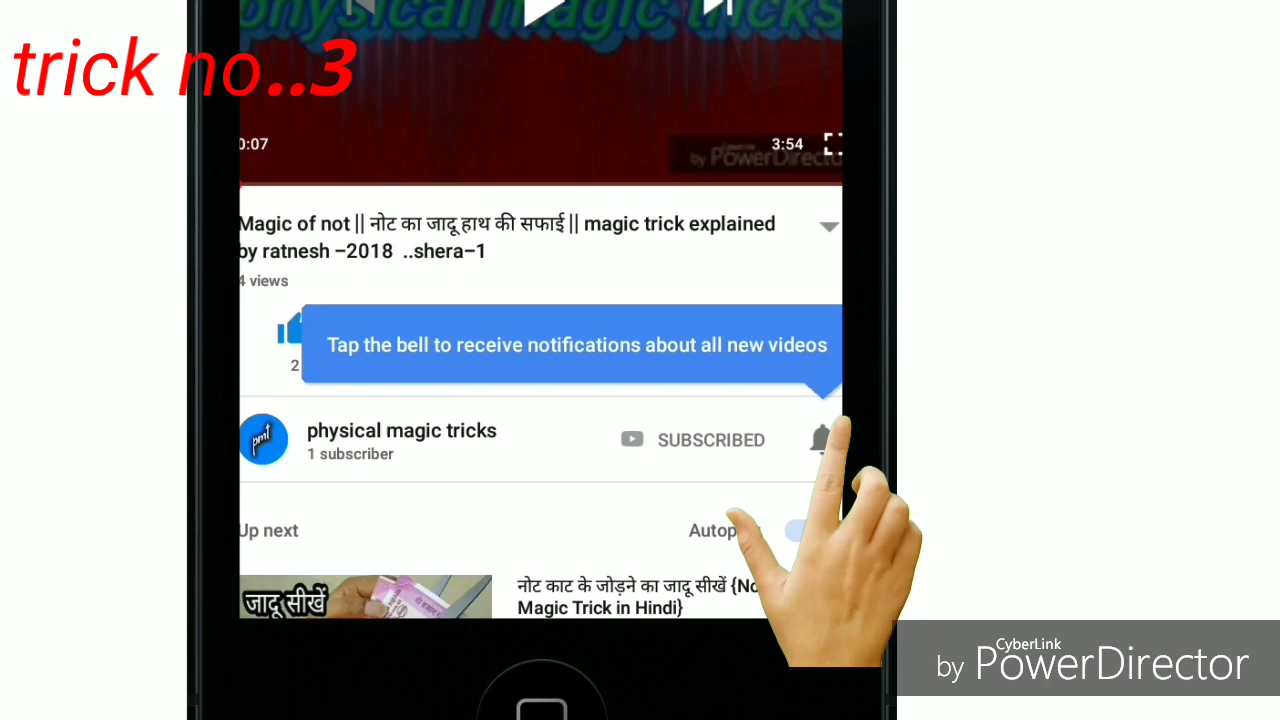 physical magic tricks
trick no..3
0:07
3:54
by PowerDirecto
Magic of not || नोट का जादू हाथ की सफाई || magic trick explained
by ratnesh –2018 ..shera–1
4 views
Tap the bell to receive notifications about all new videos
2
pmt
physical magic tricks
SUBSCRIBED
1 subscriber
Up next
Autop
जादू सीखें
नोट काट के जोड़ने का जादू सीखें {No
Magic Trick in Hindi}
CyberLink
by PowerDirector